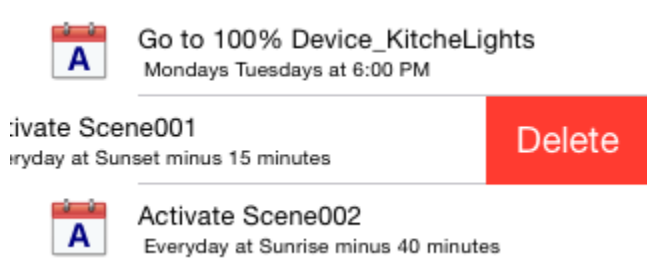 A
Go to 100% Device_KitcheLights
Mondays Tuesdays at 6:00 PM
tivate Scene001
eryday at Sunset minus 15 minutes
Delete
A
Activate Scene002
Everyday at Sunrise minus 40 minutes